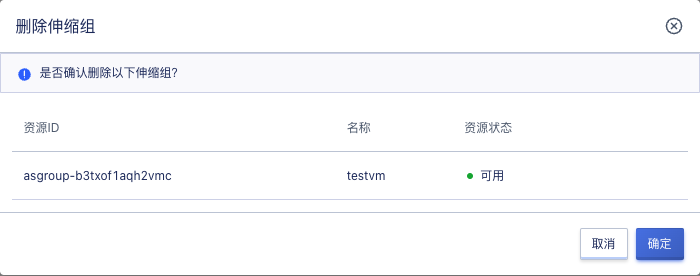 删除伸缩组
是否确认删除以下伸缩组?
资源ID 名称 资源状态
asgroup-b3txof1aqh2vmc testvm 可用
取消 确定